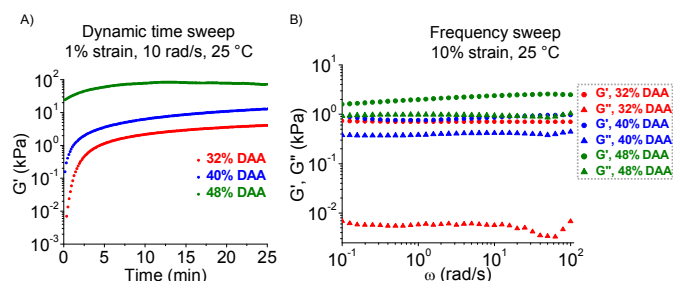 A)
Dynamic time sweep
1% strain, 10 rad/s, 25 °C
10²
10¹
10⁰
10⁻¹
10⁻²
10⁻³
G' (kPa)
32% DAA
40% DAA
48% DAA
0 5 10 15 20 25
Time (min)
B)
Frequency sweep
10% strain, 25 °C
10¹
10⁰
10⁻¹
10⁻²
G', G" (kPa)
10⁻¹ 10⁰ 10¹ 10²
ω (rad/s)
G', 32% DAA
G", 32% DAA
G', 40% DAA
G", 40% DAA
G', 48% DAA
G", 48% DAA